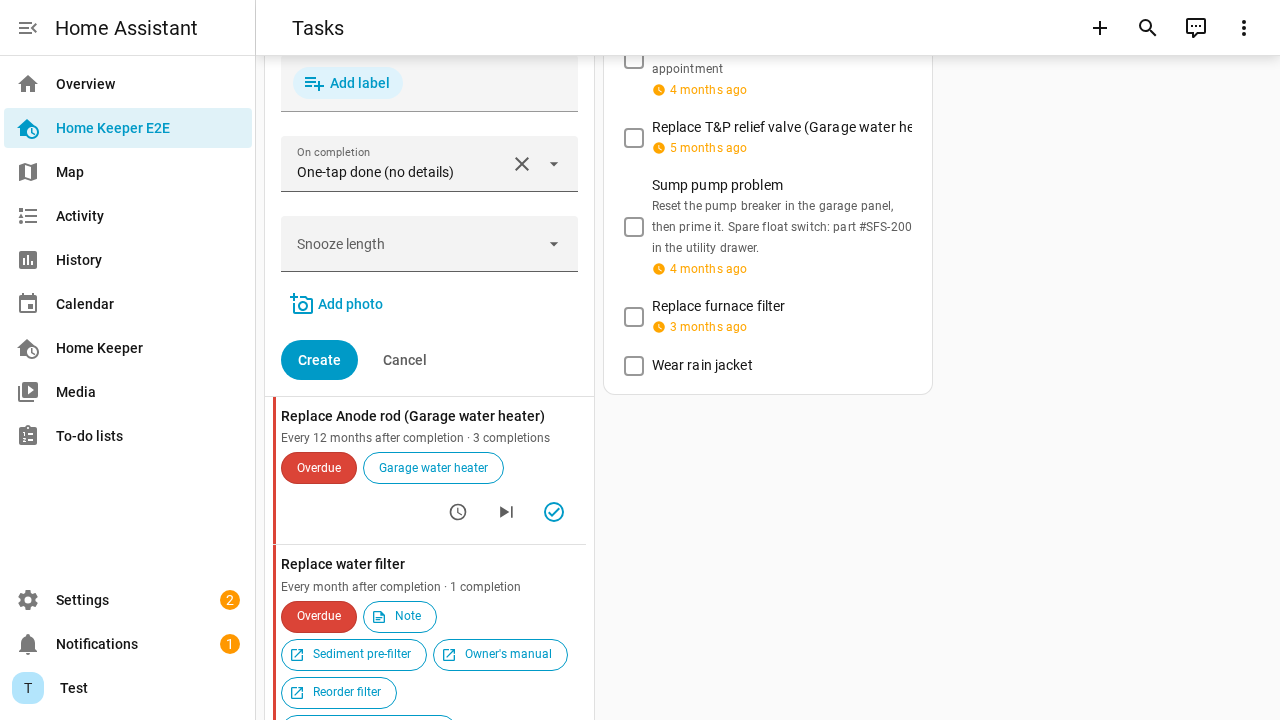 Home Assistant
Tasks
Overview
Home Keeper E2E
Map
Activity
History
Calendar
Home Keeper
Media
To-do lists
Settings
2
Notifications
1
T
Test
Add label
On completion
One-tap done (no details)
Snooze length
Add photo
Create
Cancel
Replace Anode rod (Garage water heater)
Every 12 months after completion · 3 completions
Overdue
Garage water heater
Replace water filter
Every month after completion · 1 completion
Overdue
Note
Sediment pre-filter
Owner's manual
Reorder filter
appointment
4 months ago
Replace T&P relief valve (Garage water he
5 months ago
Sump pump problem
Reset the pump breaker in the garage panel,
then prime it. Spare float switch: part #SFS-200
in the utility drawer.
4 months ago
Replace furnace filter
3 months ago
Wear rain jacket